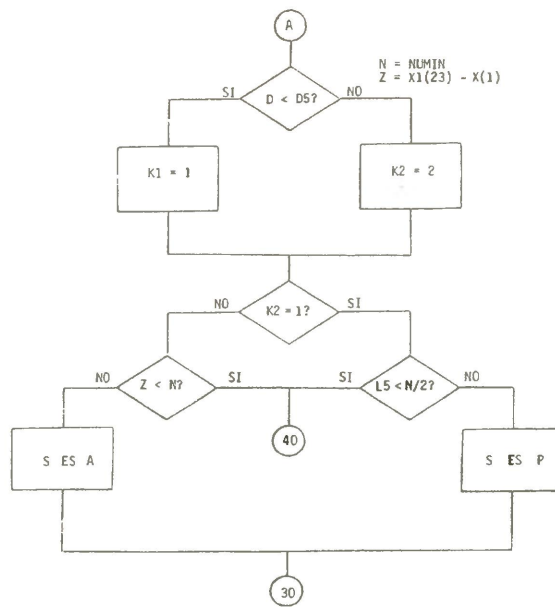 A
N = NUMIN
Z = X1(23) - X(1)
SI
D < D5?
NO
K1 = 1
K2 = 2
NO
K2 = 1?
SI
NO
Z < N?
SI
SI
L5 < N/2?
NO
S ES A
40
S ES P
30